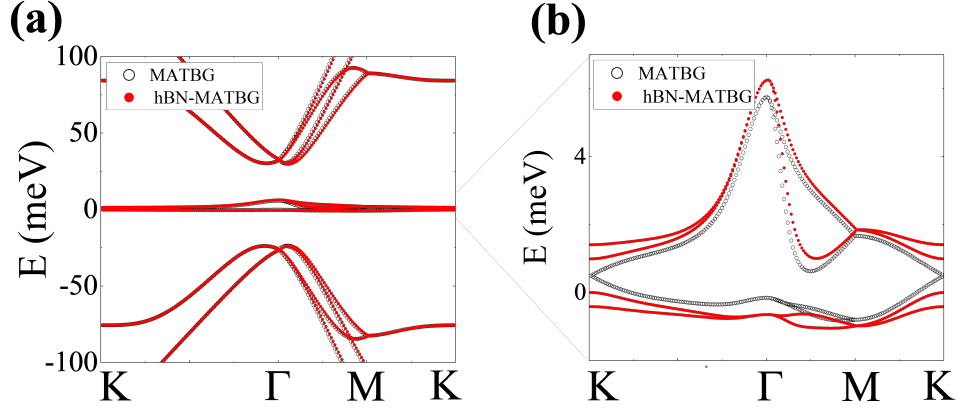 (a)
E (meV)
100
50
0
-50
-100
MATBG
hBN-MATBG
K Γ M K
(b)
E (meV)
4
0
MATBG
hBN-MATBG
K Γ M K